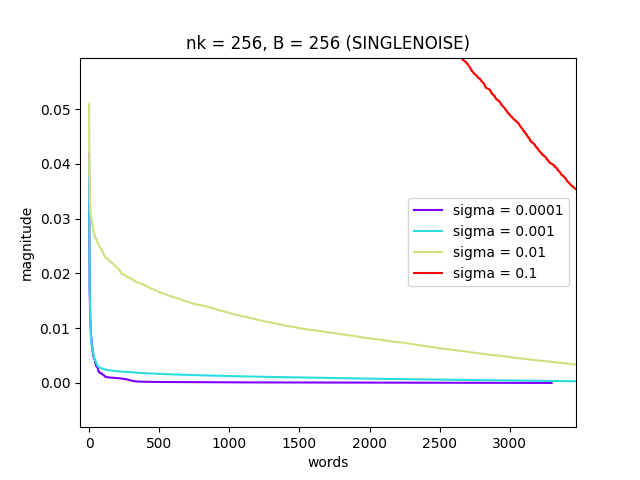 nk = 256, B = 256 (SINGLENOISE)
0.05
0.04
0.03
0.02
0.01
0.00
magnitude
sigma = 0.0001
sigma = 0.001
sigma = 0.01
sigma = 0.1
0 500 1000 1500 2000 2500 3000
words